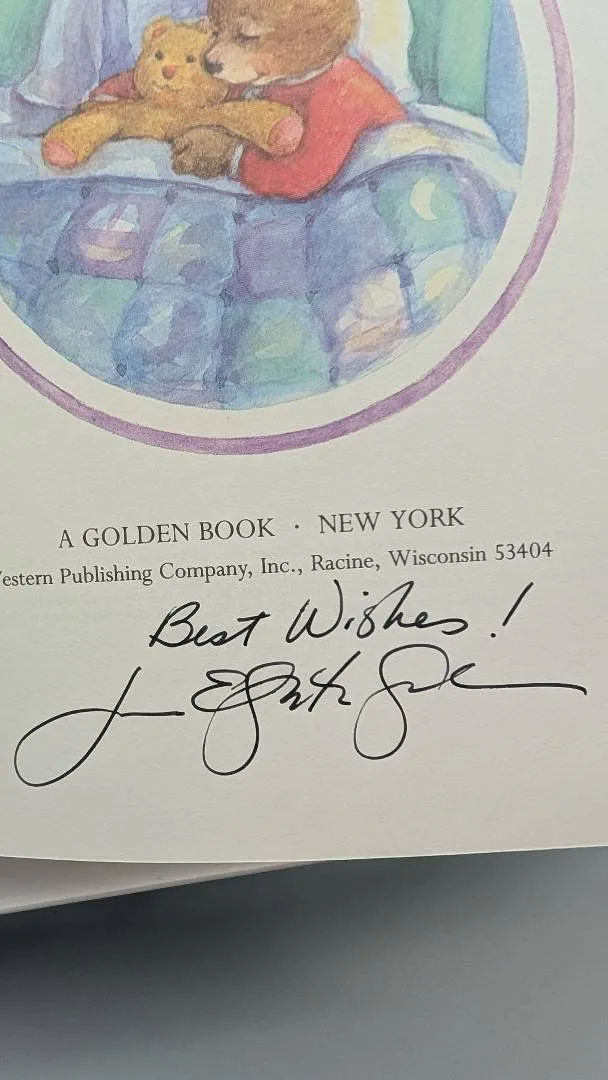 A GOLDEN BOOK · NEW YORK
estern Publishing Company, Inc., Racine, Wisconsin 53404
Best Wishes!